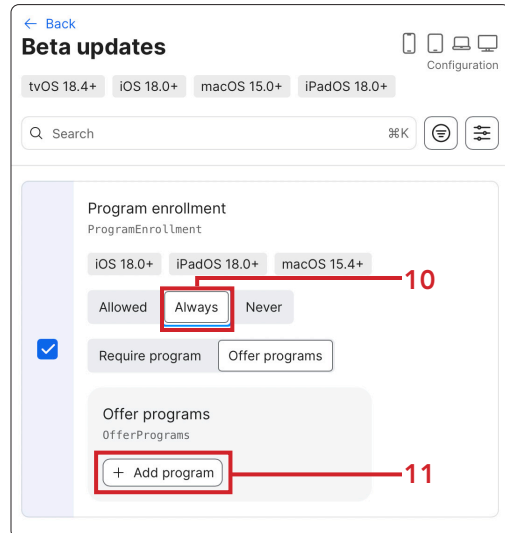 ← Back
Beta updates
Configuration
tvOS 18.4+ iOS 18.0+ macOS 15.0+ iPadOS 18.0+
Search ⌘K
Program enrollment
ProgramEnrollment
iOS 18.0+ iPadOS 18.0+ macOS 15.4+
10
Allowed Always Never
Require program Offer programs
Offer programs
OfferPrograms
+ Add program
11